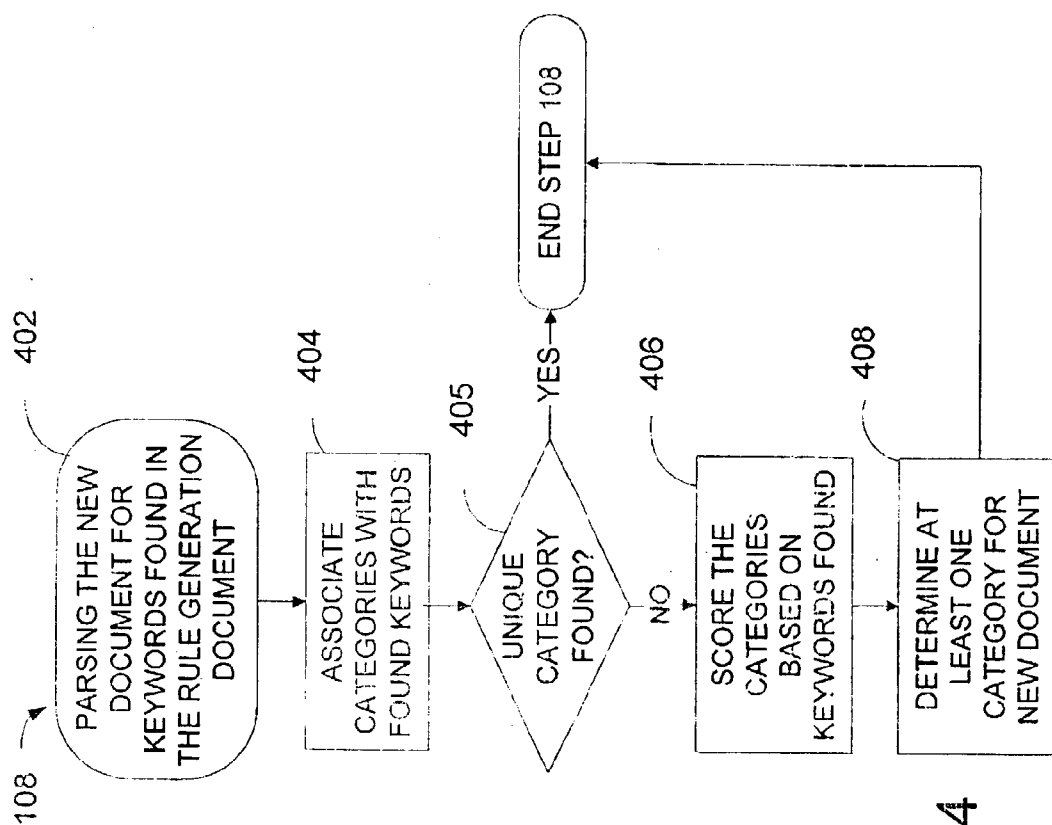 108
402
PARSING THE NEW
DOCUMENT FOR
KEYWORDS FOUND IN
THE RULE GENERATION
DOCUMENT
404
ASSOCIATE
CATEGORIES WITH
FOUND KEYWORDS
405
UNIQUE
CATEGORY
FOUND?
YES
END STEP 108
NO
406
SCORE THE
CATEGORIES
BASED ON
KEYWORDS FOUND
408
DETERMINE AT
LEAST ONE
CATEGORY FOR
NEW DOCUMENT
4